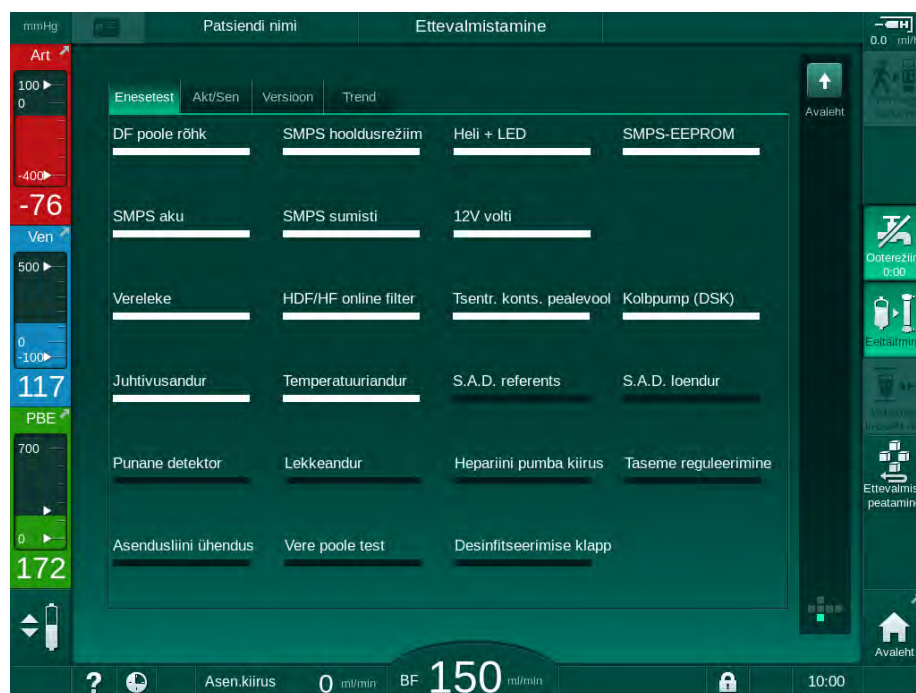 mmHg Patsiendi nimi Ettevalmistamine
0.0 ml/h
Art
100
0
-400
-76
Ven
500
0
-100
117
PBE
700
0
172
Enesetest Akt/Sen Versioon Trend
Avaleht
DF poole rõhk SMPS hooldusrežiim Heli + LED SMPS-EEPROM
SMPS aku SMPS sumisti 12V volti
Vereleke HDF/HF online filter Tsentr. konts. pealevool Kolbpump (DSK)
Juhtivusandur Temperatuuriandur S.A.D. referents S.A.D. loendur
Punane detektor Lekkeandur Hepariini pumba kiirus Taseme reguleerimine
Asendusliini ühendus Vere poole test Desinfitseerimise klapp
Ooterežiim
0:00
Eeltäitmine
Ettevalmis
peatamine
Avaleht
? Asen.kiirus 0 ml/min BF 150 ml/min 10:00